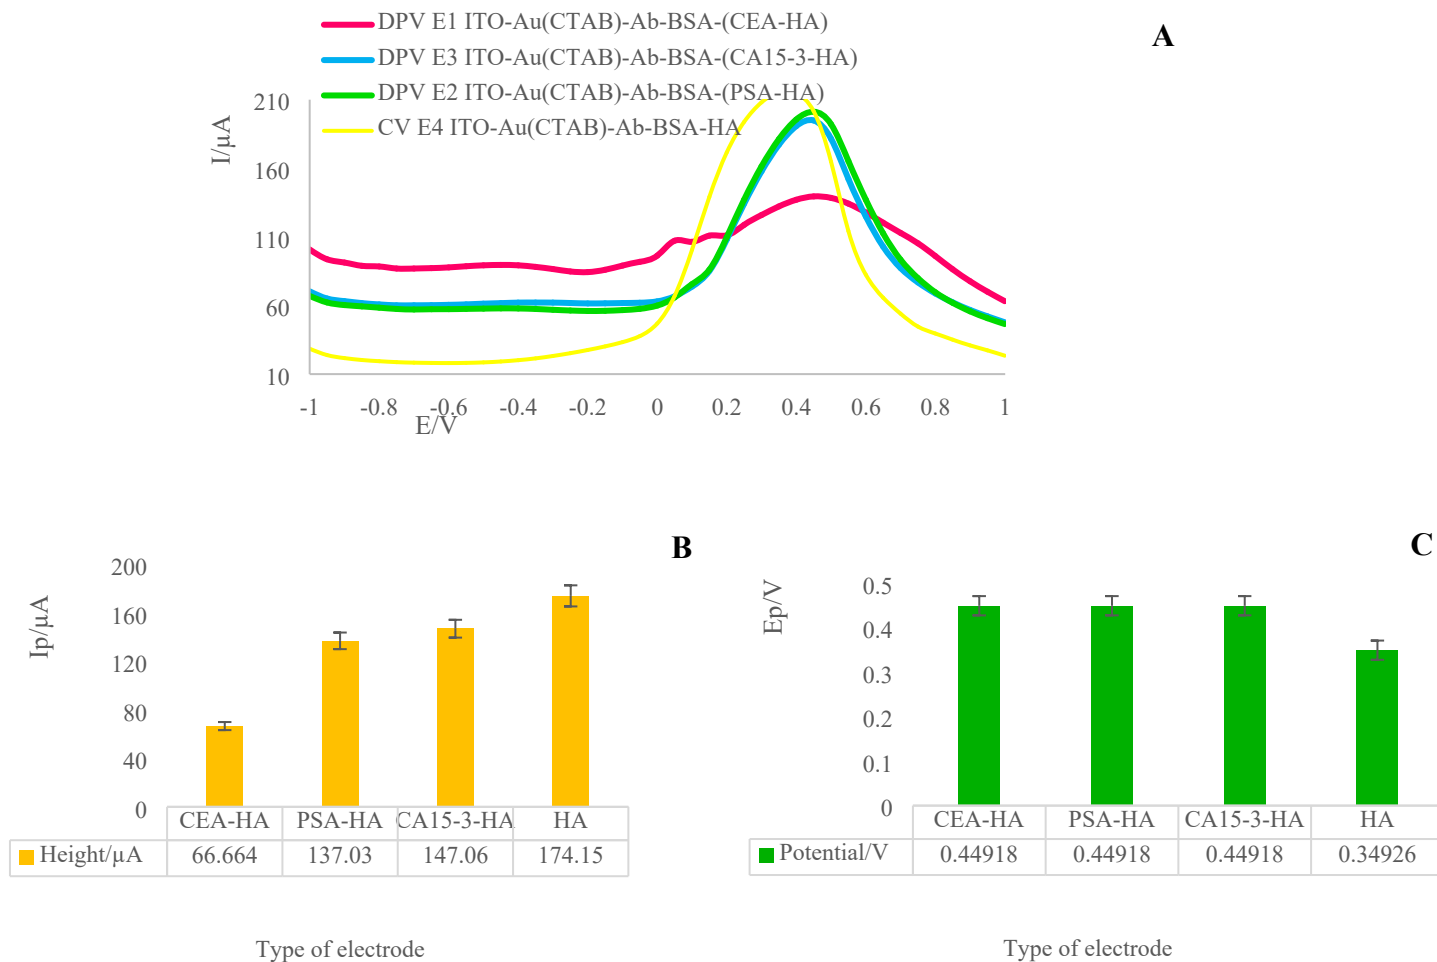 DPV E1 ITO-Au(CTAB)-Ab-BSA-(CEA-HA)
A
DPV E3 ITO-Au(CTAB)-Ab-BSA-(CA15-3-HA)
DPV E2 ITO-Au(CTAB)-Ab-BSA-(PSA-HA)
CV E4 ITO-Au(CTAB)-Ab-BSA-HA
I/µA
210
160
110
60
10
-1 -0.8 -0.6 -0.4 -0.2 0 0.2 0.4 0.6 0.8 1
E/V
B
Ip/µA
200
160
120
80
40
0
CEA-HA PSA-HA CA15-3-HA HA
Height/µA 66.664 137.03 147.06 174.15
Type of electrode
C
Ep/V
0.5
0.4
0.3
0.2
0.1
0
CEA-HA PSA-HA CA15-3-HA HA
Potential/V 0.44918 0.44918 0.44918 0.34926
Type of electrode